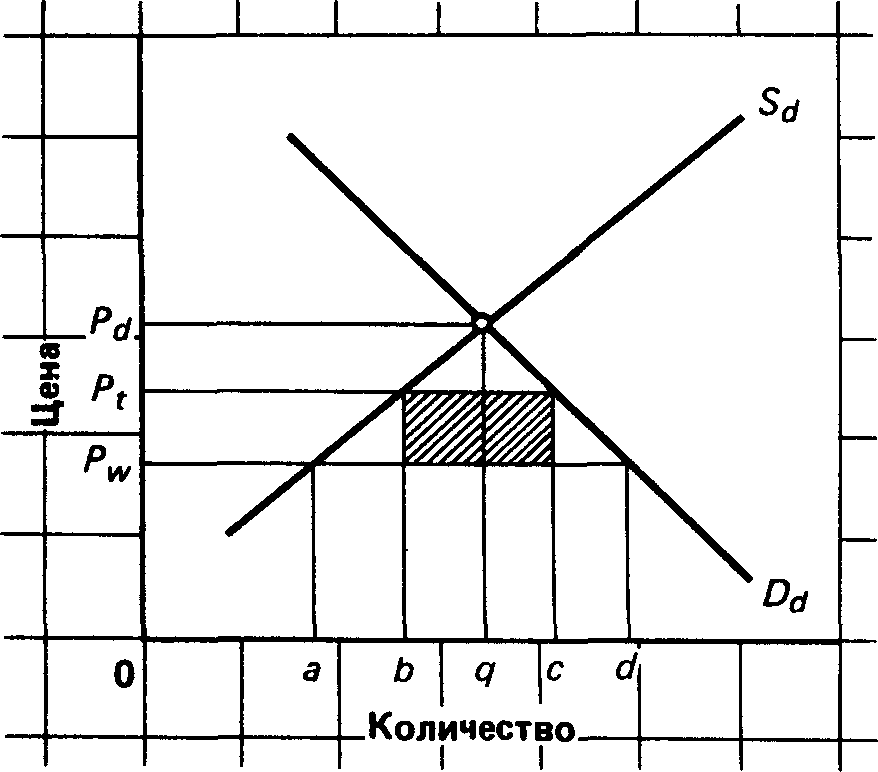 S_d
P_d
Цена
P_t
P_w
D_d
0 a b q c d
Количество